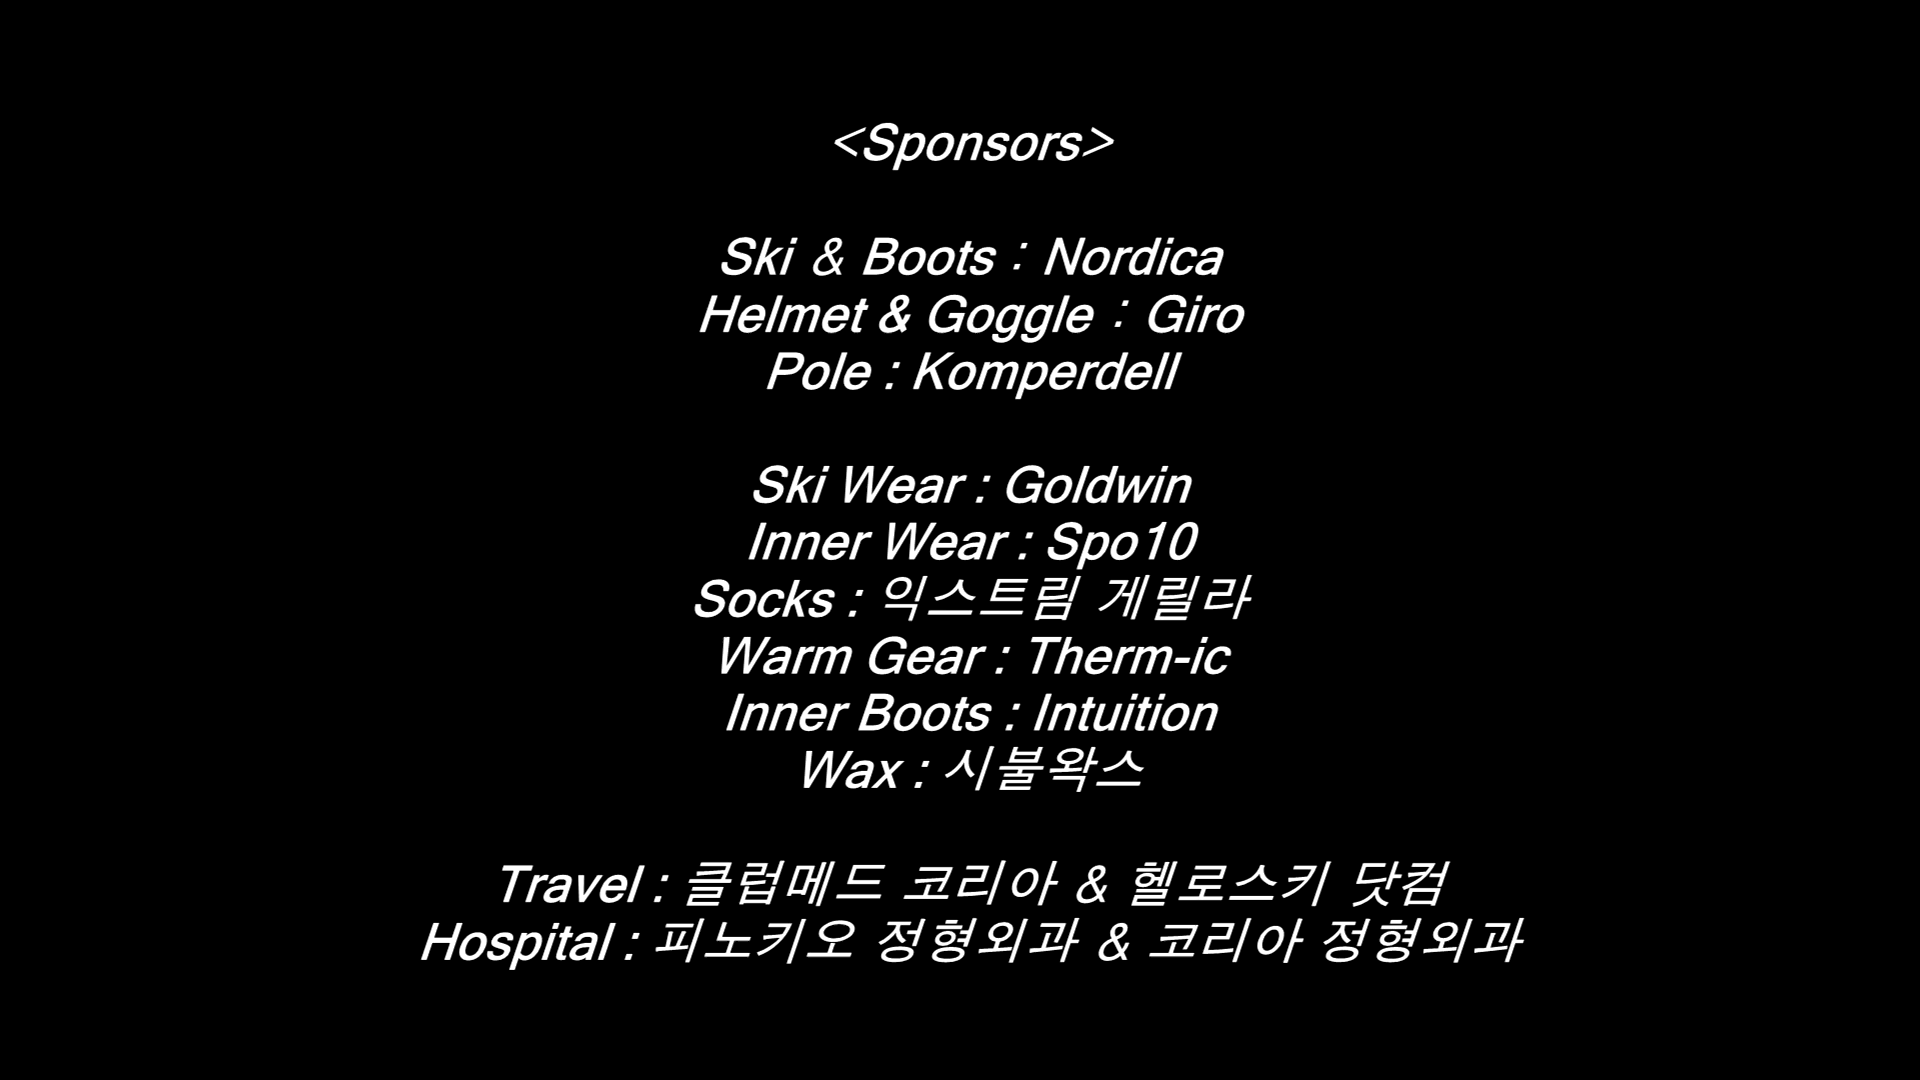 <Sponsors>
Ski & Boots : Nordica
Helmet & Goggle : Giro
Pole : Komperdell
Ski Wear : Goldwin
Inner Wear : Spo10
Socks : 익스트림 게릴라
Warm Gear : Therm-ic
Inner Boots : Intuition
Wax : 시불왁스
Travel : 클럽메드 코리아 & 헬로스키 닷컴
Hospital : 피노키오 정형외과 & 코리아 정형외과